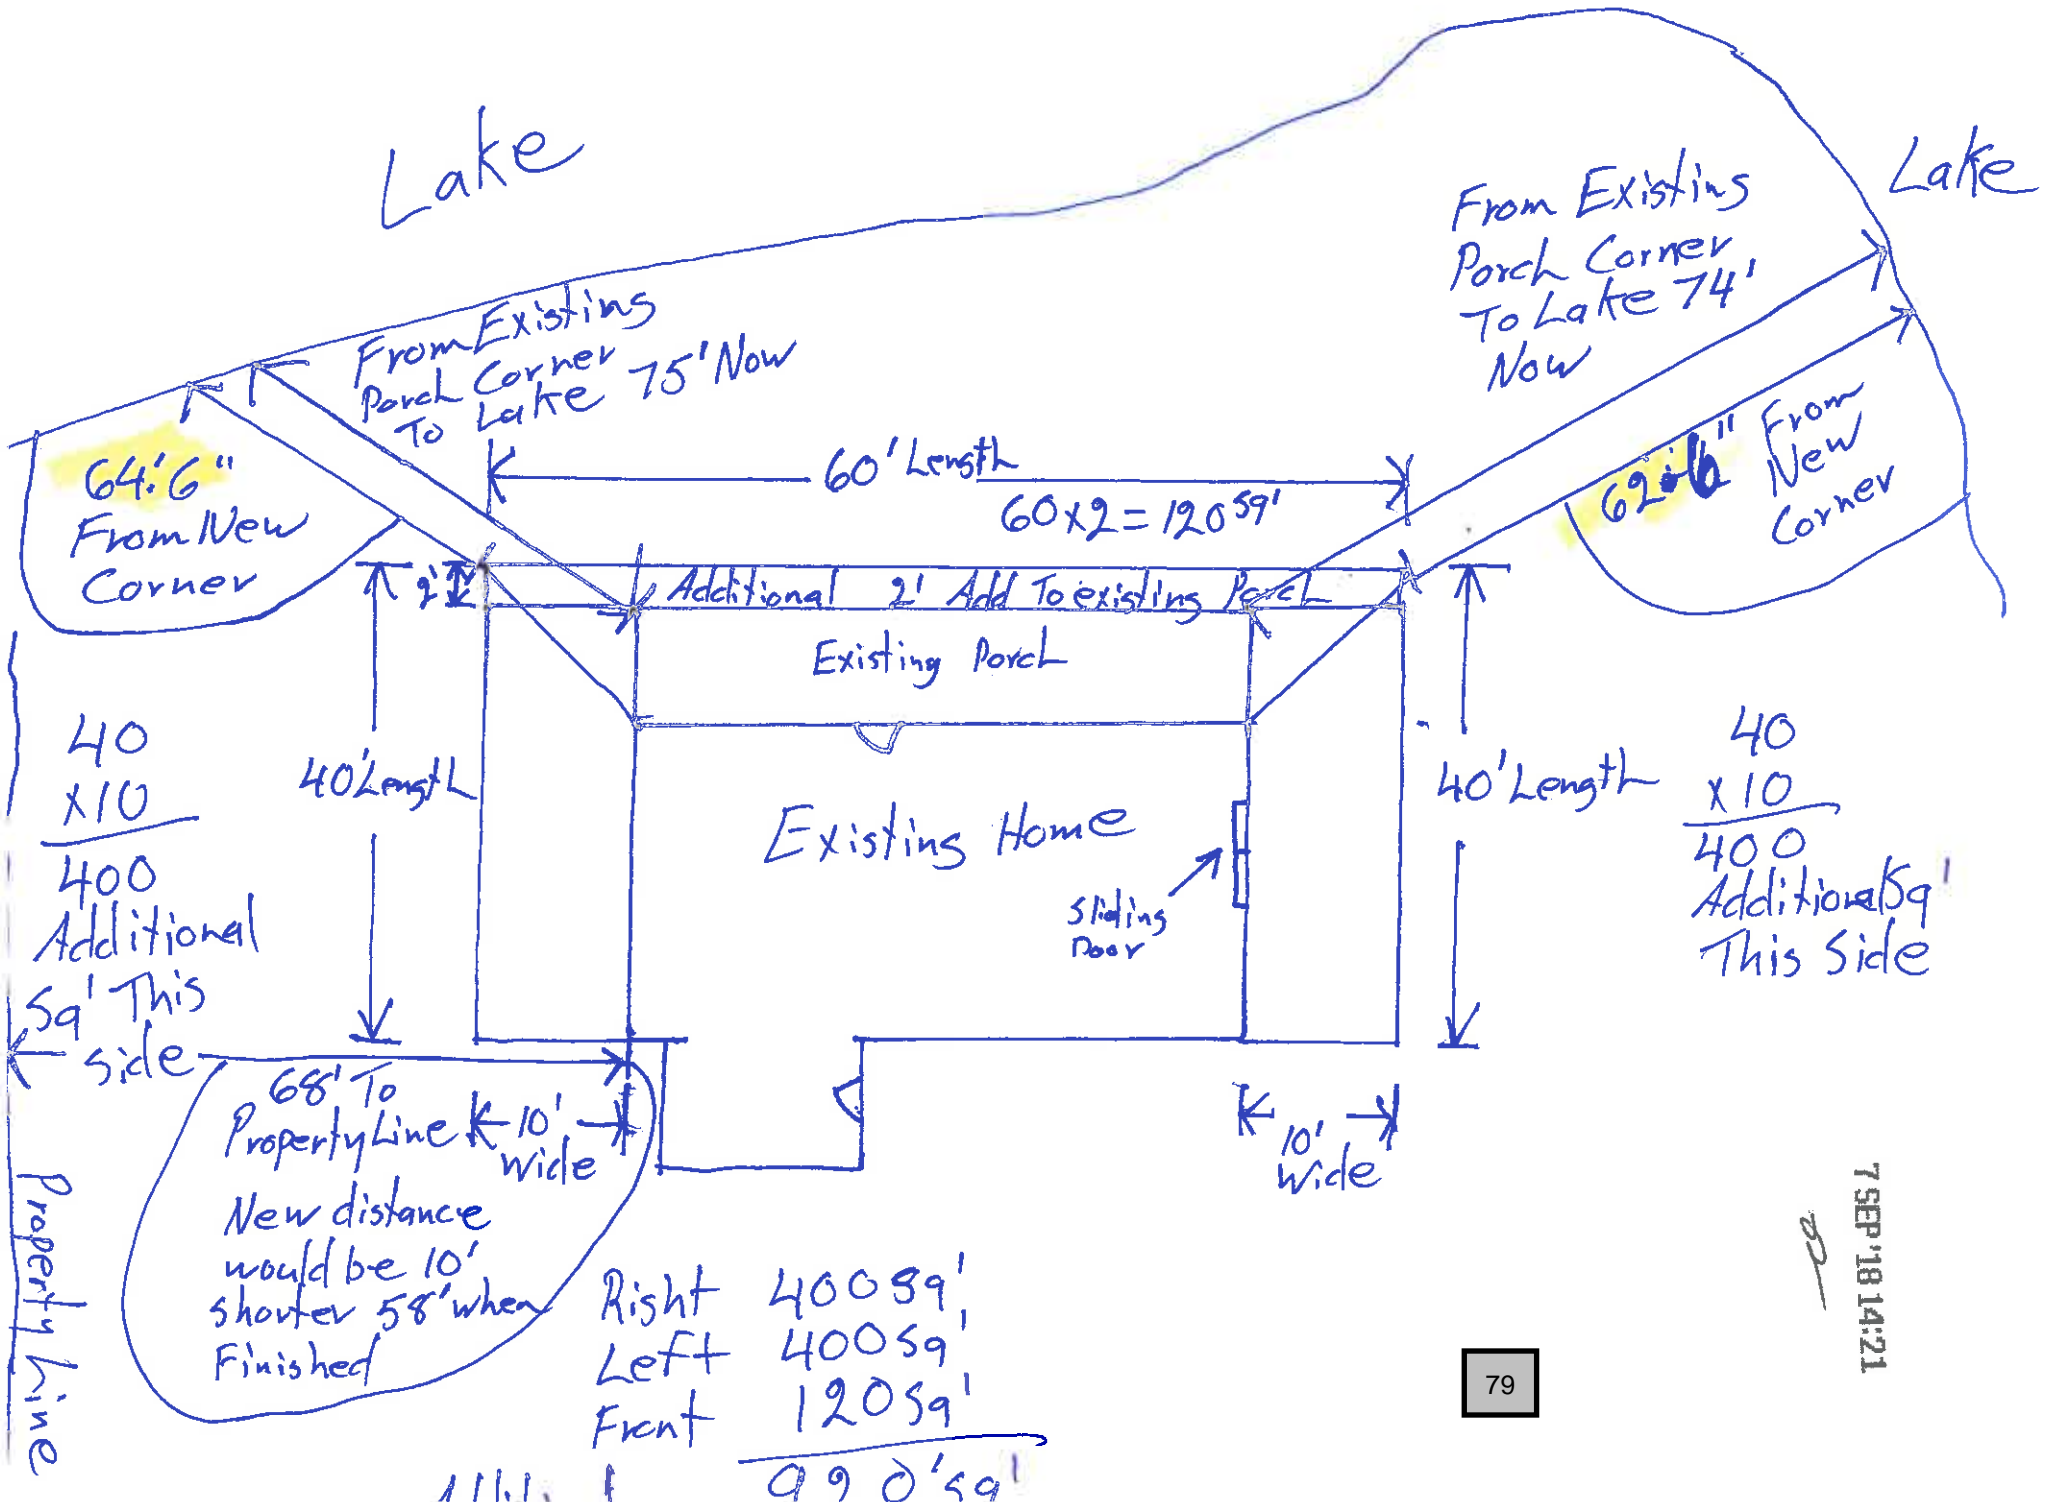 Lake
Lake
From Existing
Porch Corner
To Lake 74'
Now
From Existing
Porch Corner
To Lake 75' Now
64'6"
From New
Corner
60' Length
60x2=120 sq'
62'6" From
New
Corner
2'
Additional 2' Add To existing Porch
Existing Porch
40
x10
400
Additional
Sq' This
side
40' Length
Existing Home
Sliding
Door
40' Length
40
x10
400
Additional Sq'
This Side
68' To
Property Line
10'
wide
10'
wide
New distance
would be 10'
shorter 58' when
Finished
Property Line
Right 400 Sq'
Left 400 Sq'
Front 120 Sq'
920' sq'
79
7 SEP '18 14:21